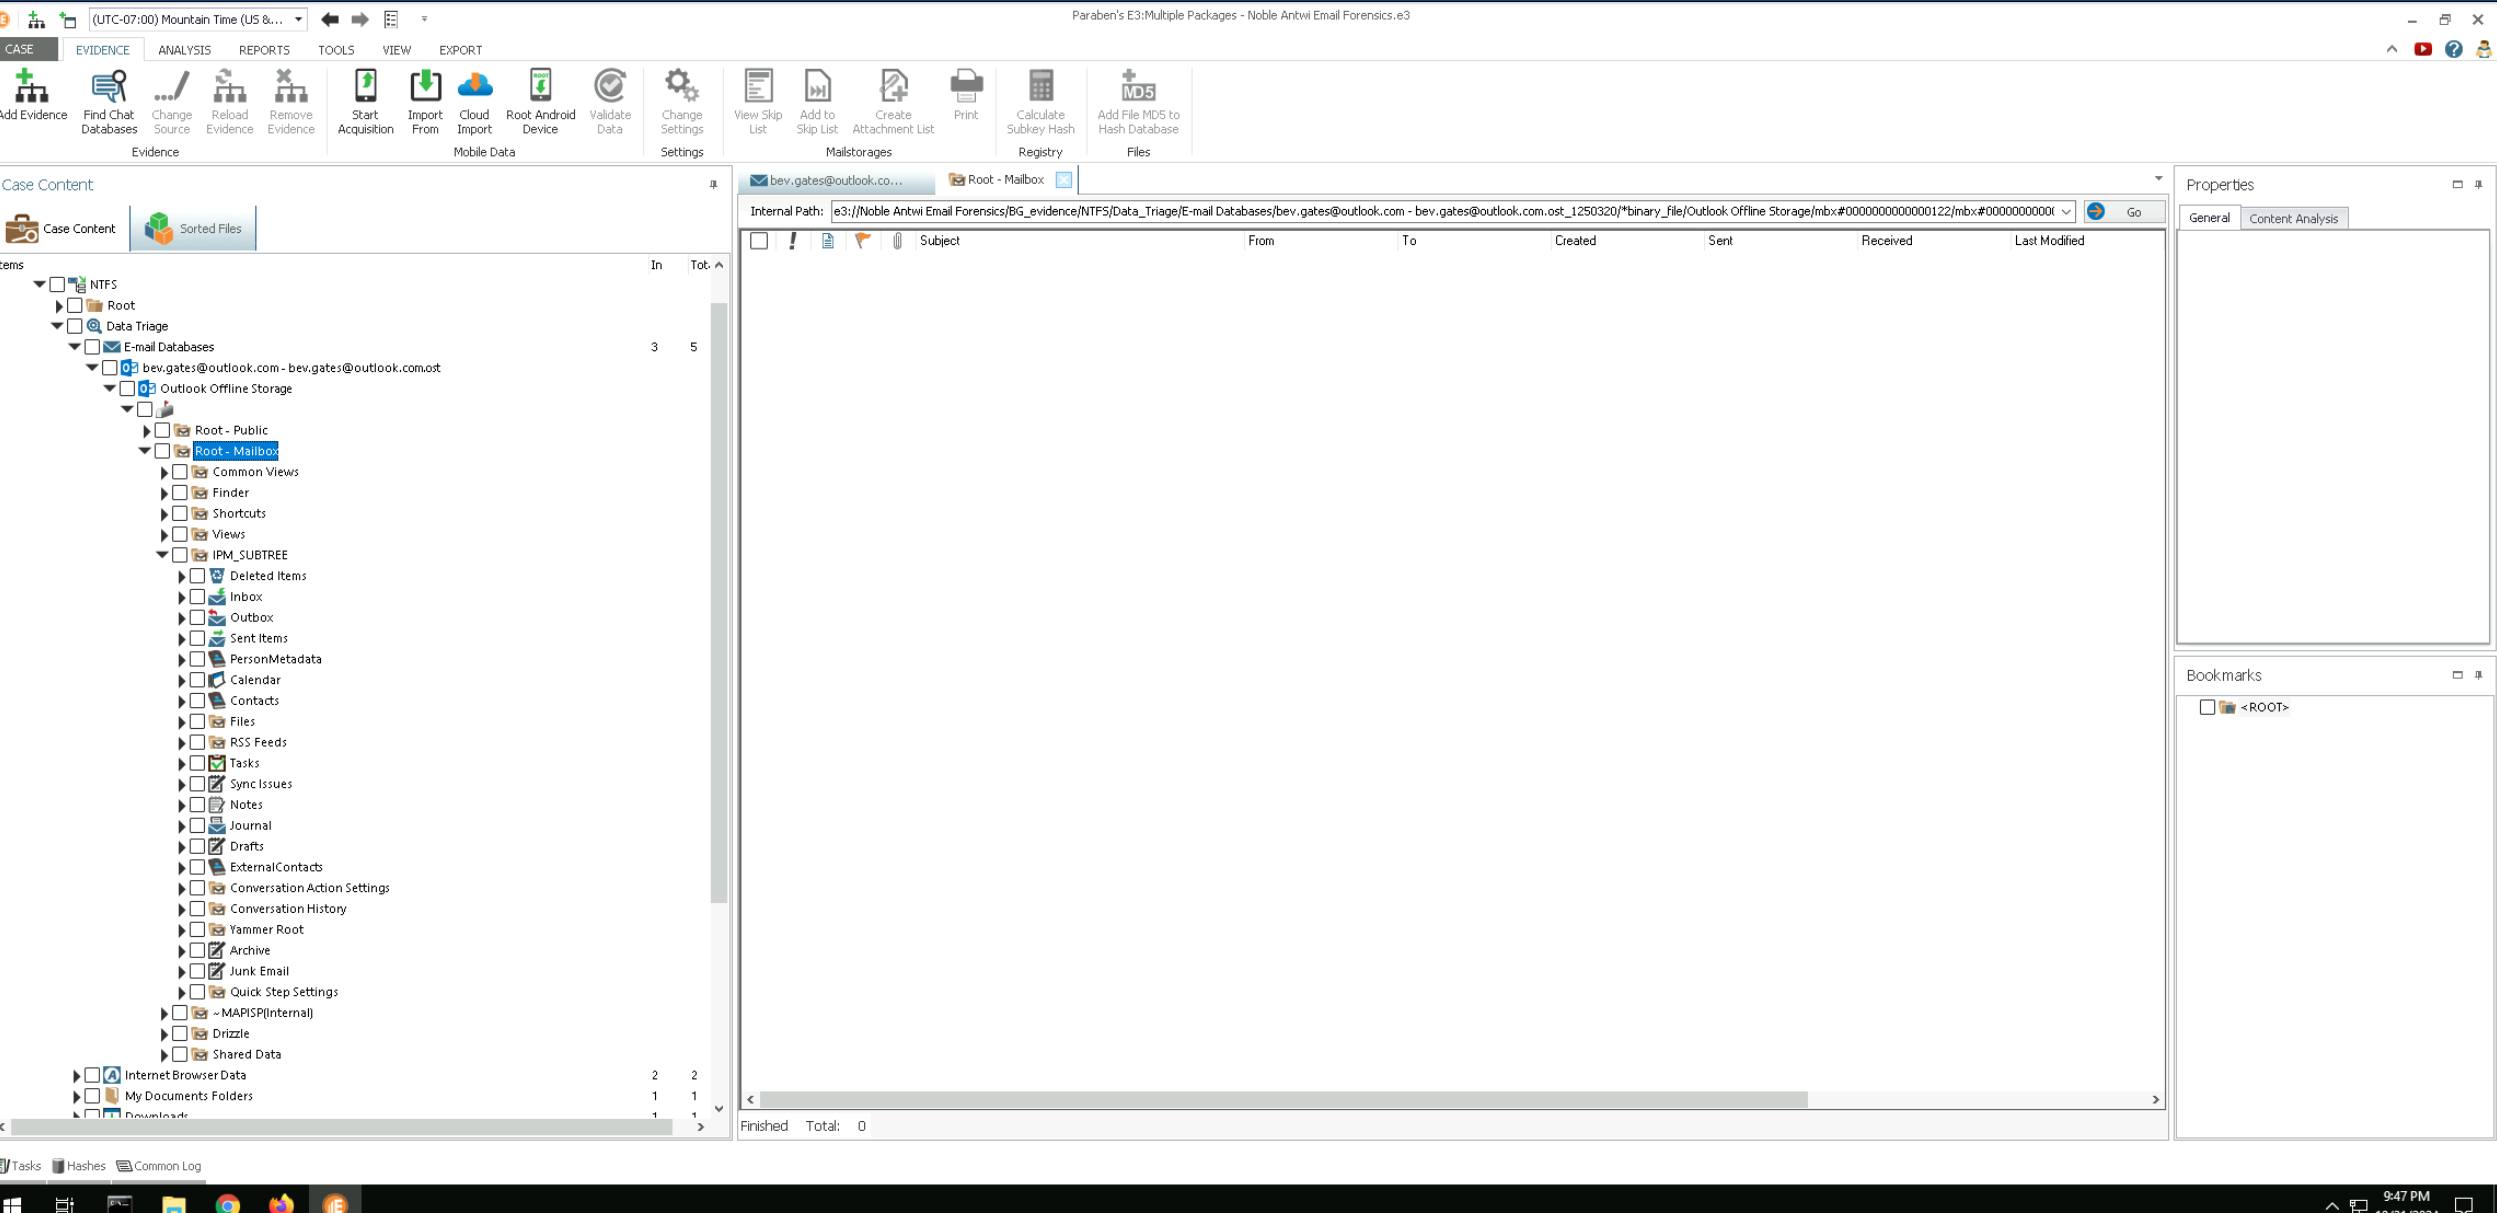 (UTC-07:00) Mountain Time (US &...
Paraben's E3:Multiple Packages - Noble Antwi Email Forensics.e3
CASE EVIDENCE ANALYSIS REPORTS TOOLS VIEW EXPORT
Add Evidence
Find Chat Databases
Change Source
Reload Evidence
Remove Evidence
Start Acquisition
Import From
Cloud Import
ROOT
Root Android Device
Validate Data
Change Settings
View Skip List
Add to Skip List
Create Attachment List
Print
Calculate Subkey Hash
MD5
Add File MD5 to Hash Database
Evidence Mobile Data Settings Mailstorages Registry Files
Case Content
Case Content Sorted Files
In Tot.
NTFS
Root
Data Triage
E-mail Databases 3 5
bev.gates@outlook.com - bev.gates@outlook.com.ost
Outlook Offline Storage
Root - Public
Root - Mailbox
Common Views
Finder
Shortcuts
Views
IPM_SUBTREE
Deleted Items
Inbox
Outbox
Sent Items
PersonMetadata
Calendar
Contacts
Files
RSS Feeds
Tasks
Sync Issues
Notes
Journal
Drafts
ExternalContacts
Conversation Action Settings
Conversation History
Yammer Root
Archive
Junk Email
Quick Step Settings
~MAPISP(Internal)
Drizzle
Shared Data
Internet Browser Data 2 2
My Documents Folders 1 1
Downloads 1 1
bev.gates@outlook.co... Root - Mailbox
Internal Path: e3://Noble Antwi Email Forensics/BG_evidence/NTFS/Data_Triage/E-mail Databases/bev.gates@outlook.com - bev.gates@outlook.com.ost_1250320/*binary_file/Outlook Offline Storage/mbx#0000000000000122/mbx#0000000000( Go
Subject From To Created Sent Received Last Modified
Finished Total: 0
Properties
General Content Analysis
Bookmarks
<ROOT>
Tasks Hashes Common Log
9:47 PM